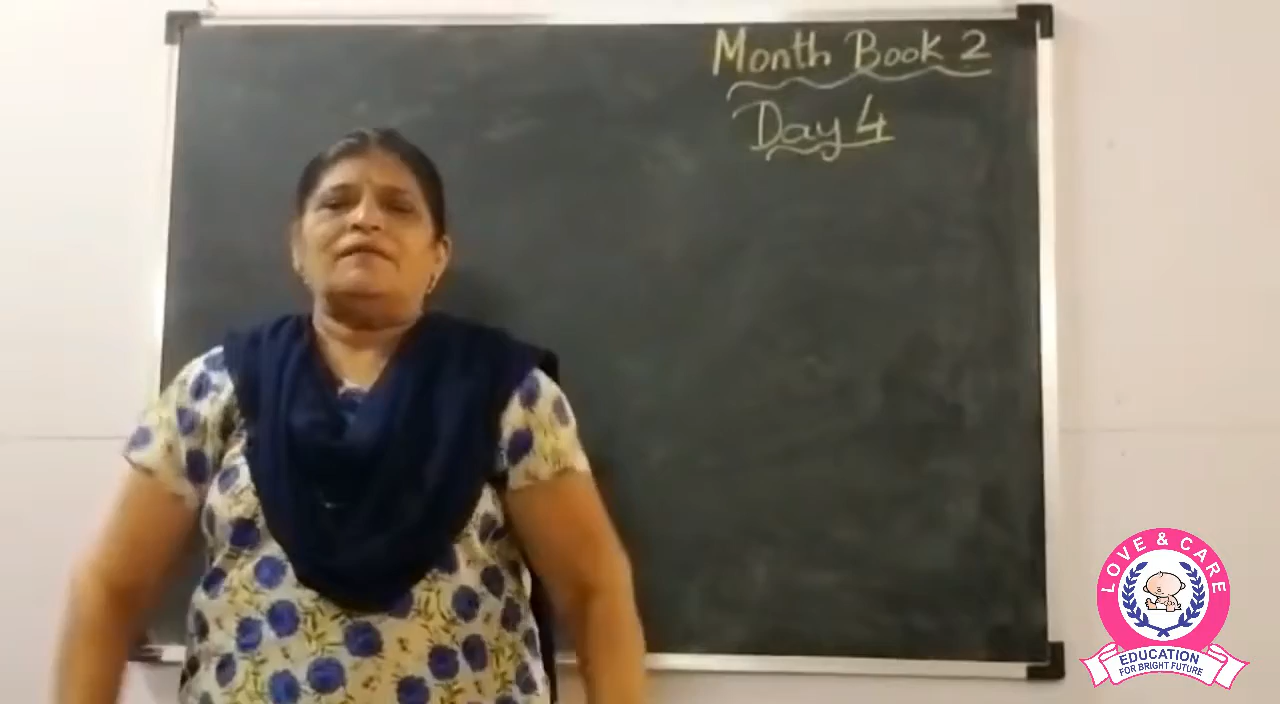 Month Book 2
Day 4
LOVE & CARE
EDUCATION
FOR BRIGHT FUTURE